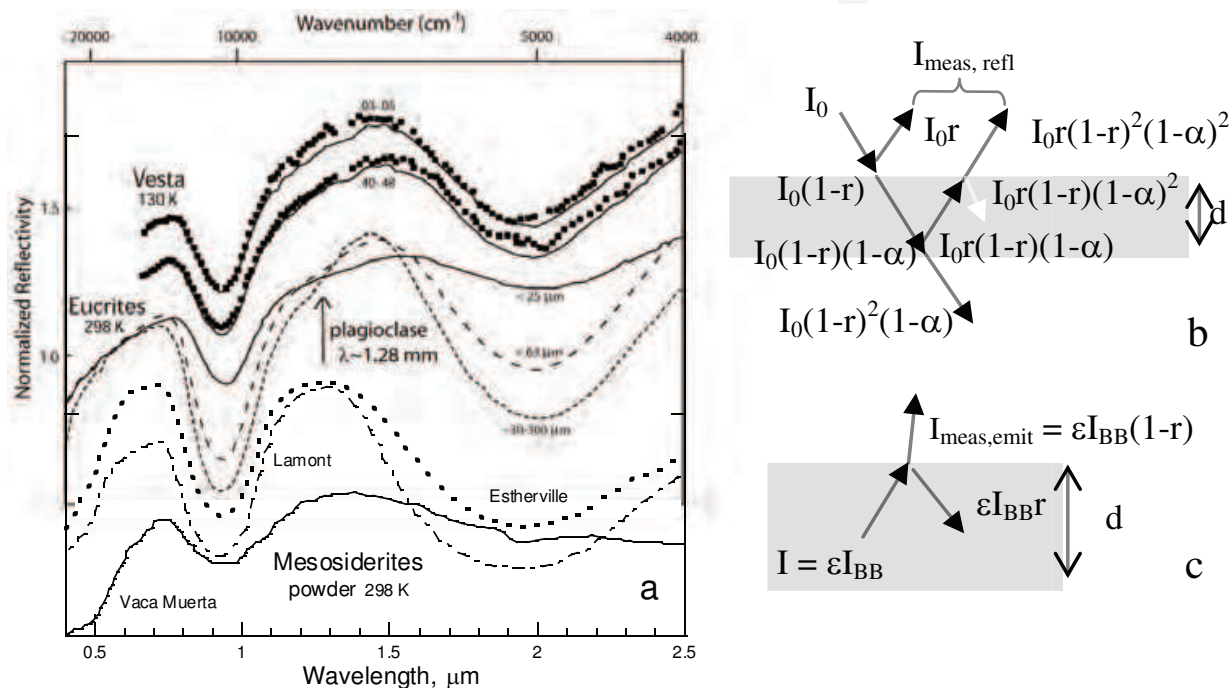 Wavenumber (cm⁻¹)
20000 10000 5000 4000
Normalized Reflectivity
1.5
1.0
03-05
40-48
Vesta
130 K
Eucrites
298 K
<25 µm
plagioclase
λ~1.28 mm
<63µm
~30-300 µm
Lamont
Estherville
Mesosiderites
powder 298 K
Vaca Muerta
a
0.5 1 1.5 2 2.5
Wavelength, µm
I_meas, refl
I₀
I₀r
I₀r(1-r)²(1-α)²
I₀(1-r)
I₀r(1-r)(1-α)²
d
I₀(1-r)(1-α)
I₀r(1-r)(1-α)
I₀(1-r)²(1-α)
b
I_meas,emit = εI_BB(1-r)
εI_BBr
d
I = εI_BB
c